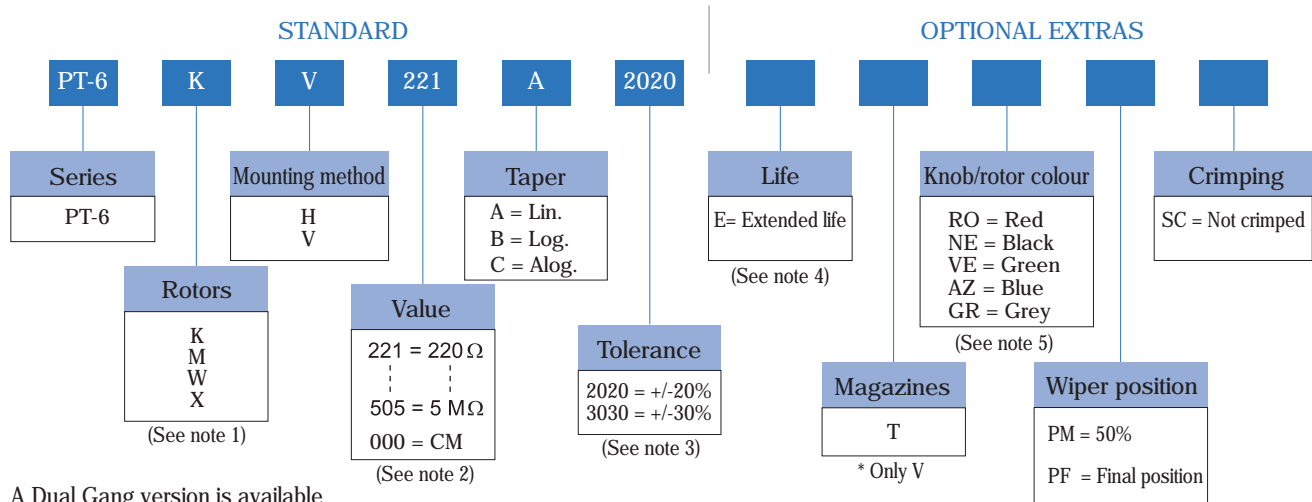 STANDARD
OPTIONAL EXTRAS
PT-6 K V 221 A 2020
Series
PT-6
Mounting method
H
V
Taper
A = Lin.
B = Log.
C = Alog.
Life
E= Extended life
(See note 4)
Knob/rotor colour
RO = Red
NE = Black
VE = Green
AZ = Blue
GR = Grey
(See note 5)
Crimping
SC = Not crimped
Rotors
K
M
W
X
(See note 1)
Value
221 = 220 Ω
505 = 5 MΩ
000 = CM
(See note 2)
Tolerance
2020 = +/-20%
3030 = +/-30%
(See note 3)
Magazines
T
* Only V
Wiper position
PM = 50%
PF = Final position
A Dual Gang version is available